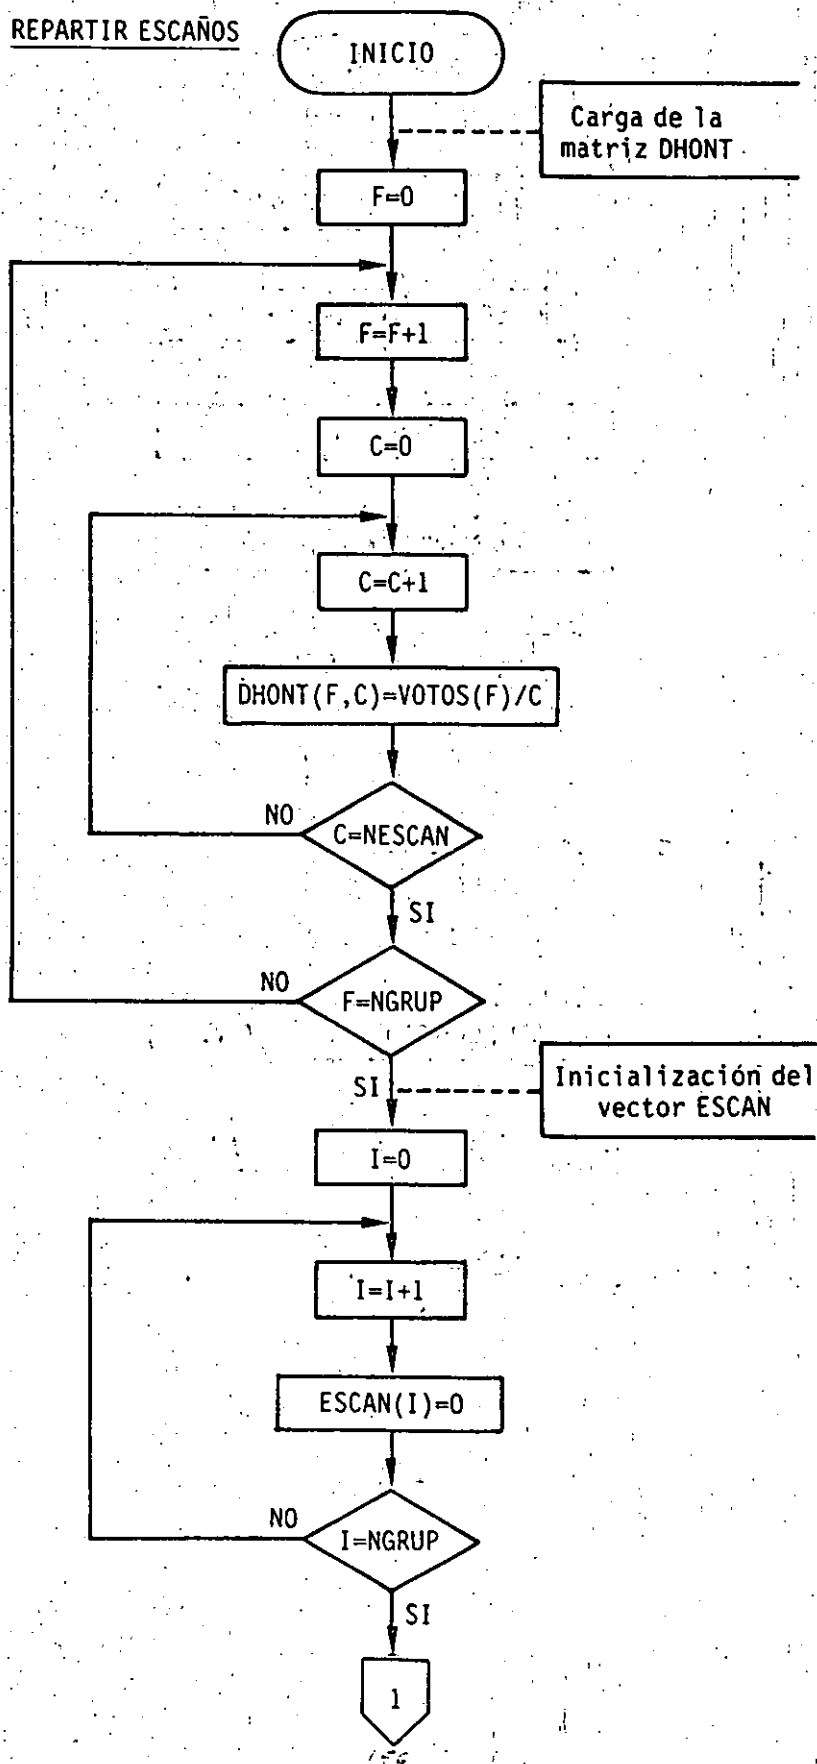 REPARTIR ESCAÑOS
INICIO
Carga de la
matriz DHONT
F=0
F=F+1
C=0
C=C+1
DHONT(F,C)=VOTOS(F)/C
NO
C=NESCAN
SI
NO
F=NGRUP
SI
Inicialización del
vector ESCAN
I=0
I=I+1
ESCAN(I)=0
NO
I=NGRUP
SI
1